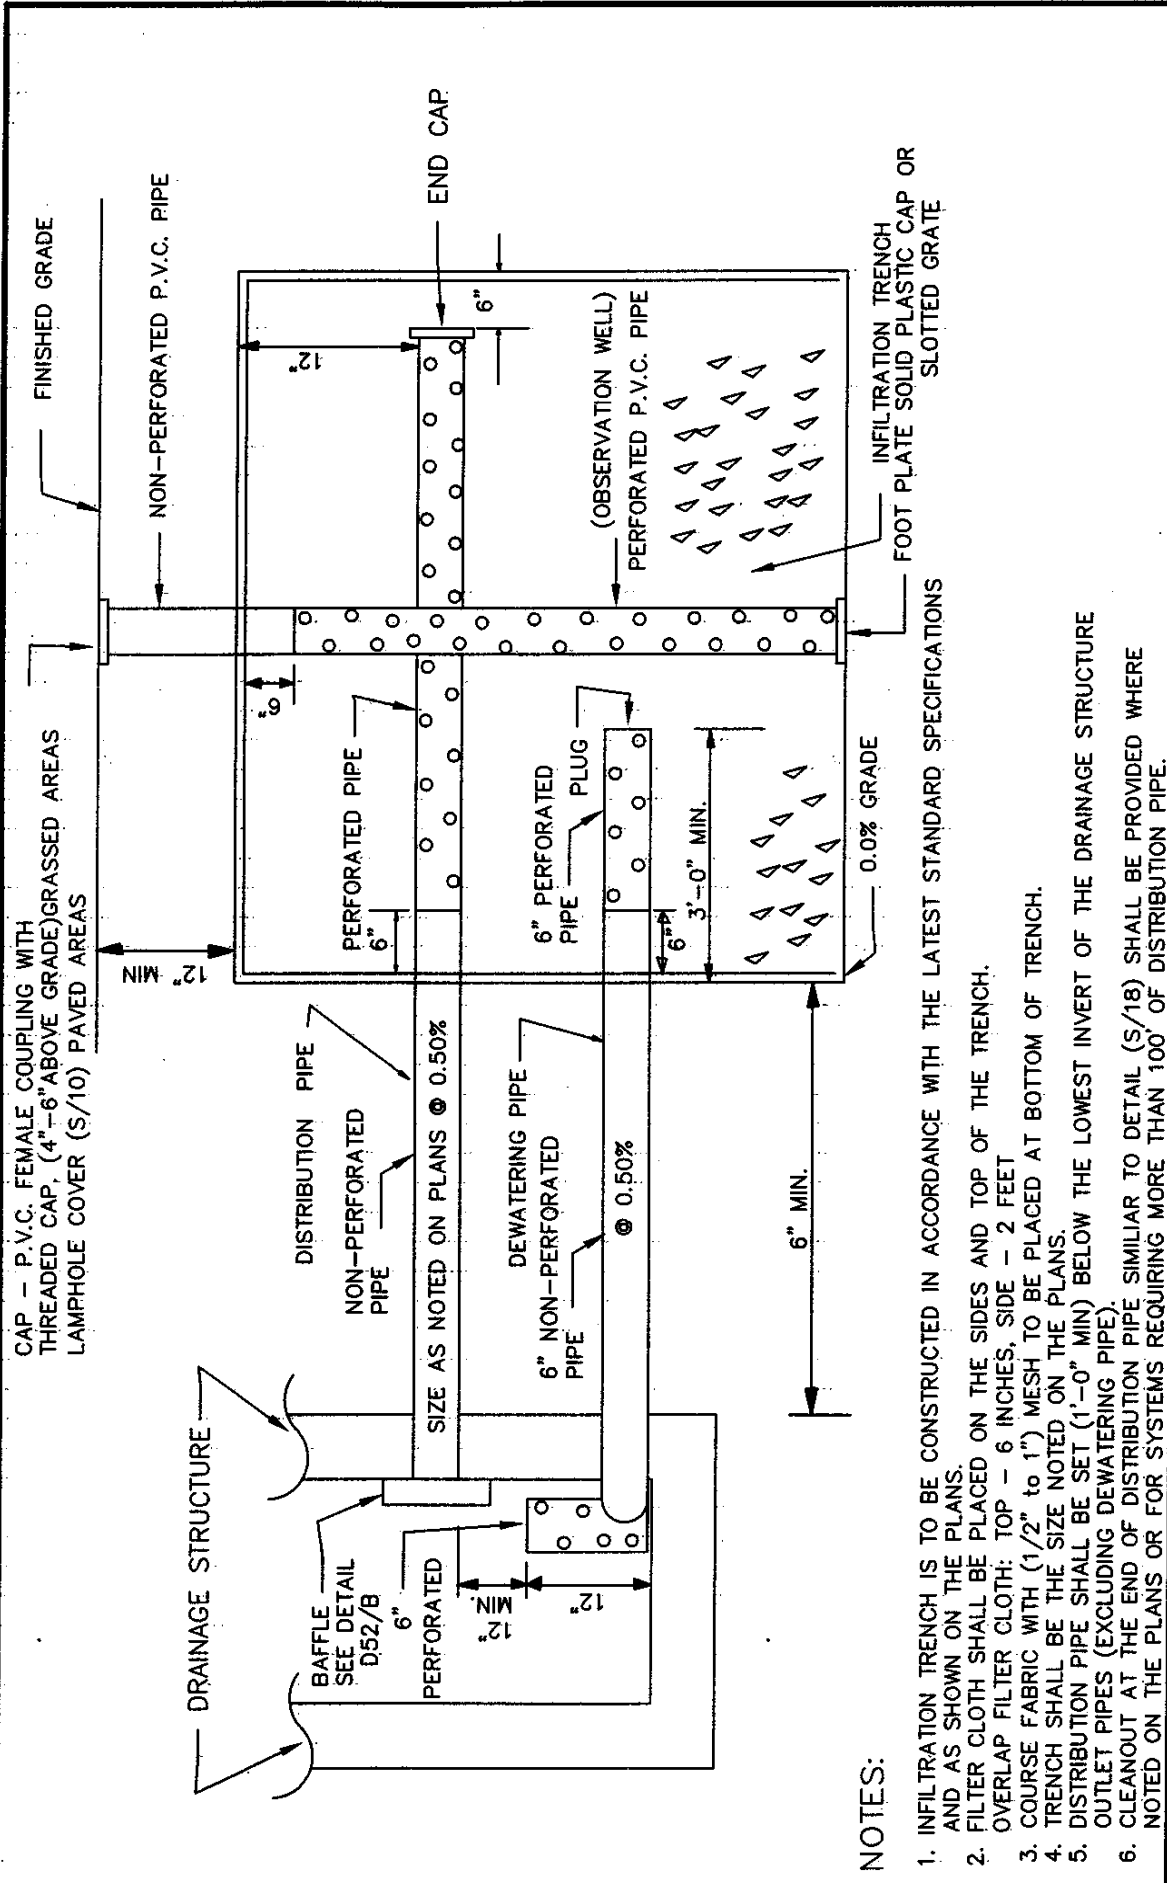 CAP – P.V.C. FEMALE COUPLING WITH
THREADED CAP, (4"–6"ABOVE GRADE)GRASSED AREAS
LAMPHOLE COVER (S/10) PAVED AREAS
FINISHED GRADE
NON–PERFORATED P.V.C. PIPE
DRAINAGE STRUCTURE
12" MIN
6"
12"
END CAP
6"
DISTRIBUTION PIPE
PERFORATED PIPE
NON–PERFORATED
PIPE
6"
SIZE AS NOTED ON PLANS @ 0.50%
BAFFLE
SEE DETAIL
D52/B
6"
PERFORATED
12"
MIN.
12"
DEWATERING PIPE
6" NON–PERFORATED
PIPE
@ 0.50%
6" PERFORATED
PIPE
PLUG
6"
3'–0" MIN.
(OBSERVATION WELL)
PERFORATED P.V.C. PIPE
6" MIN.
0.0% GRADE
INFILTRATION TRENCH
FOOT PLATE SOLID PLASTIC CAP OR
SLOTTED GRATE
NOTES:
1. INFILTRATION TRENCH IS TO BE CONSTRUCTED IN ACCORDANCE WITH THE LATEST STANDARD SPECIFICATIONS
AND AS SHOWN ON THE PLANS.
2. FILTER CLOTH SHALL BE PLACED ON THE SIDES AND TOP OF THE TRENCH.
OVERLAP FILTER CLOTH: TOP – 6 INCHES, SIDE – 2 FEET
3. COURSE FABRIC WITH (1/2" to 1") MESH TO BE PLACED AT BOTTOM OF TRENCH.
4. TRENCH SHALL BE THE SIZE NOTED ON THE PLANS.
5. DISTRIBUTION PIPE SHALL BE SET (1'–0" MIN) BELOW THE LOWEST INVERT OF THE DRAINAGE STRUCTURE
OUTLET PIPES (EXCLUDING DEWATERING PIPE).
6. CLEANOUT AT THE END OF DISTRIBUTION PIPE SIMILIAR TO DETAIL (S/18) SHALL BE PROVIDED WHERE
NOTED ON THE PLANS OR FOR SYSTEMS REQUIRING MORE THAN 100' OF DISTRIBUTION PIPE.